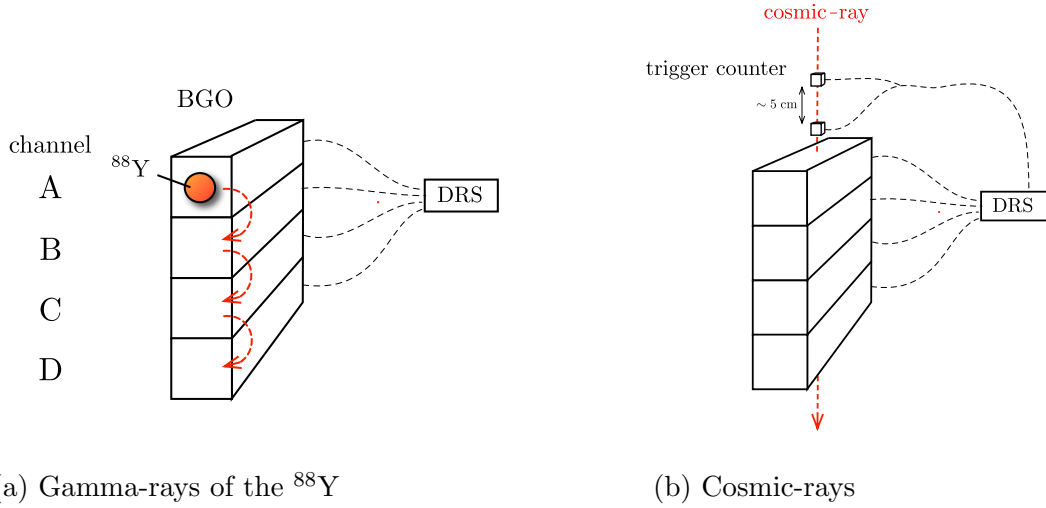 BGO
channel
⁸⁸Y
A
B
C
D
DRS
a) Gamma-rays of the ⁸⁸Y
cosmic-ray
trigger counter
~ 5 cm
DRS
(b) Cosmic-rays